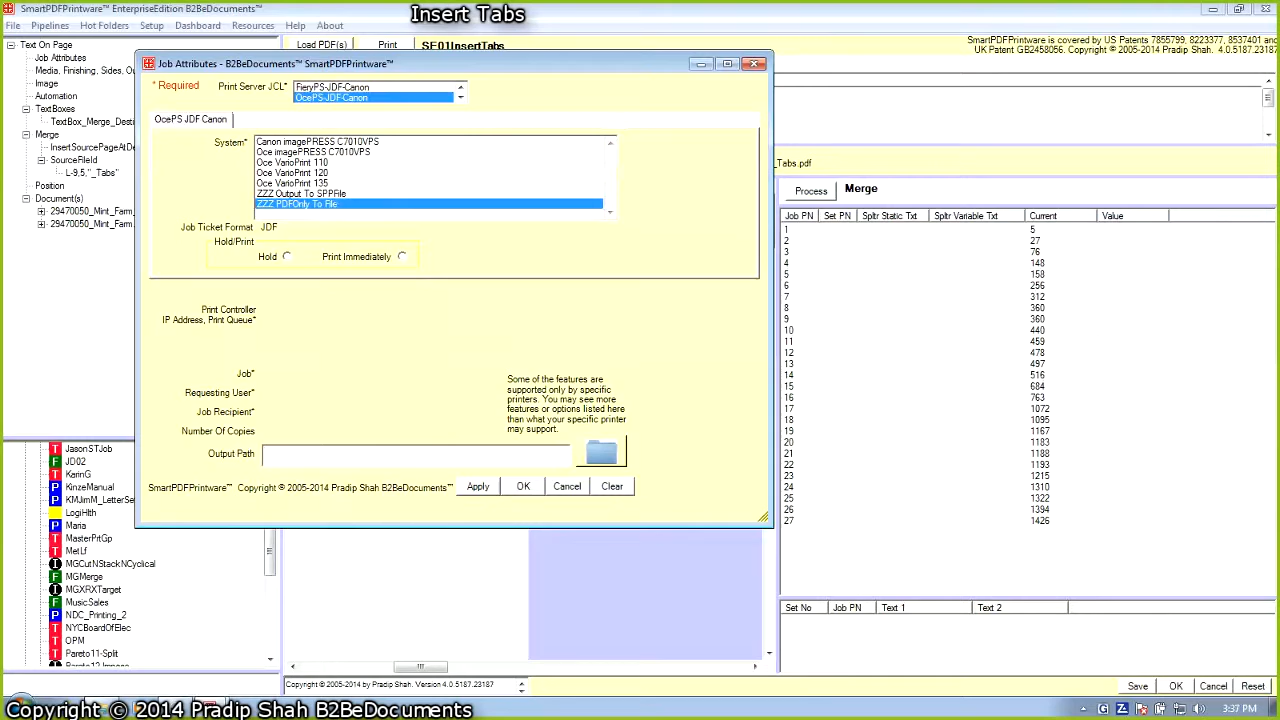 Insert Tabs
SmartPDFPrintware™ EnterpriseEdition B2BeDocuments™
File Pipelines Hot Folders Setup Dashboard Resources Help About
Text On Page
Job Attributes
Media, Finishing, Sides, Ou
Image
Automation
TextBoxes
TextBox_Merge_Desti
Merge
InsertSourcePageAtDe
SourceFileId
L-9,5,"_Tabs"
Position
Document(s)
29470050_Mint_Farm_
29470050_Mint_Farm_
JasonSTJob
JD02
KarinG
KinzeManual
KMJimM_LetterSe
LogiHlth
Maria
MasterPrtGp
MetLf
MGCutNStackNCyclical
MGMerge
MGXRXTarget
MusicSales
NDC_Printing_2
NYCBoardOfElec
OPM
Pareto11-Split
Pareto12-Impose
Load PDF(s) Print SF01InsertTabs
SmartPDFPrintware is covered by US Patents 7855799, 8223377, 8537401 and
UK Patent GB2458056. Copyright © 2005-2014 Pradip Shah. 4.0.5187.23187
Job Attributes - B2BeDocuments™ SmartPDFPrintware™
* Required Print Server JCL*
FieryPS-JDF-Canon
OcePS-JDF-Canon
OcePS JDF Canon
System*
Canon imagePRESS C7010VPS
Oce imagePRESS C7010VPS
Oce VarioPrint 110
Oce VarioPrint 120
Oce VarioPrint 135
ZZZ Output To SPPFile
ZZZ PDFOnly To File
Job Ticket Format JDF
Hold/Print
Hold Print Immediately
Print Controller
IP Address, Print Queue*
Job*
Requesting User*
Job Recipient*
Number Of Copies
Output Path
Some of the features are
supported only by specific
printers. You may see more
features or options listed here
than what your specific printer
may support.
SmartPDFPrintware™ Copyright © 2005-2014 Pradip Shah B2BeDocuments™ Apply OK Cancel Clear
_Tabs.pdf
Process Merge
Job PN Set PN Spltr Static Txt Spltr Variable Txt Current Value
1 5
2 27
3 76
4 148
5 158
6 256
7 312
8 360
9 360
10 440
11 459
12 478
13 497
14 516
15 684
16 763
17 1072
18 1095
19 1167
20 1183
21 1188
22 1193
23 1215
24 1310
25 1322
26 1394
27 1426
Set No Job PN Text 1 Text 2
Copyright © 2005-2014 by Pradip Shah. Version 4.0.5187.23187
Save OK Cancel Reset
3:37 PM
Copyright © 2014 Pradip Shah B2BeDocuments